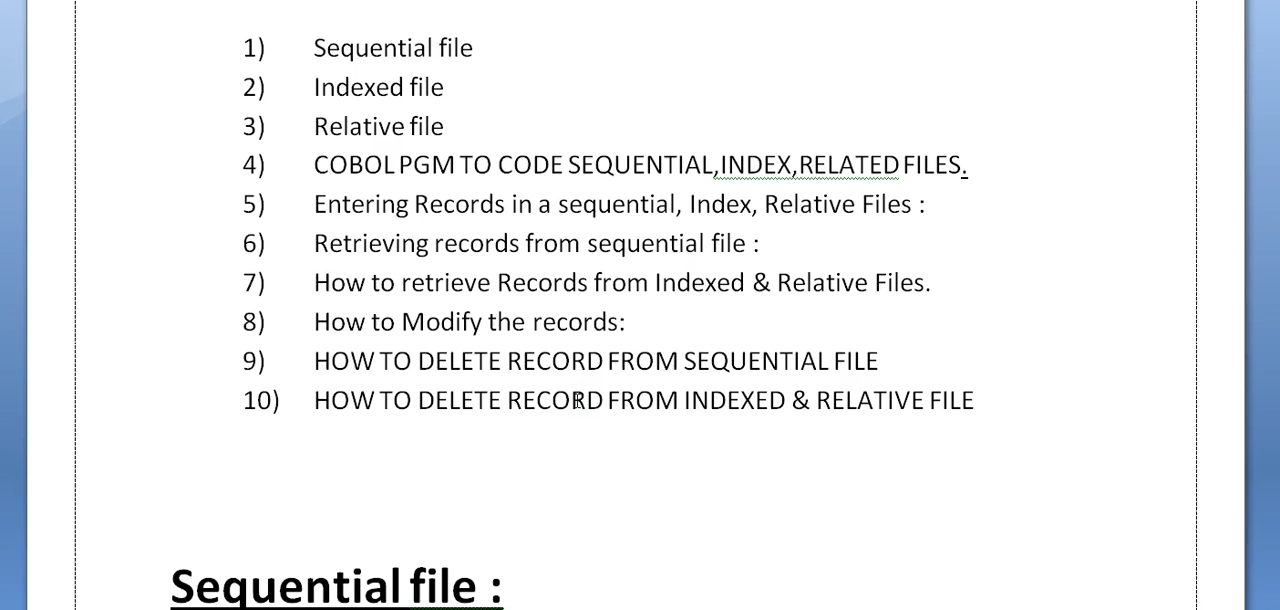 1) Sequential file
2) Indexed file
3) Relative file
4) COBOL PGM TO CODE SEQUENTIAL,INDEX,RELATED FILES.
5) Entering Records in a sequential, Index, Relative Files :
6) Retrieving records from sequential file :
7) How to retrieve Records from Indexed & Relative Files.
8) How to Modify the records:
9) HOW TO DELETE RECORD FROM SEQUENTIAL FILE
10) HOW TO DELETE RECORD FROM INDEXED & RELATIVE FILE
Sequential file :